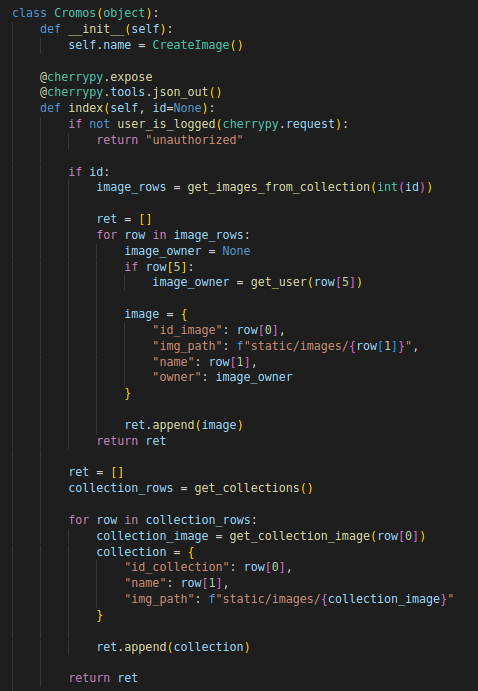 class Cromos(object):
    def __init__(self):
        self.name = CreateImage()

    @cherrypy.expose
    @cherrypy.tools.json_out()
    def index(self, id=None):
        if not user_is_logged(cherrypy.request):
            return "unauthorized"

        if id:
            image_rows = get_images_from_collection(int(id))

            ret = []
            for row in image_rows:
                image_owner = None
                if row[5]:
                    image_owner = get_user(row[5])

                image = {
                    "id_image": row[0],
                    "img_path": f"static/images/{row[1]}",
                    "name": row[1],
                    "owner": image_owner
                }

                ret.append(image)
            return ret

        ret = []
        collection_rows = get_collections()

        for row in collection_rows:
            collection_image = get_collection_image(row[0])
            collection = {
                "id_collection": row[0],
                "name": row[1],
                "img_path": f"static/images/{collection_image}"
            }

            ret.append(collection)

        return ret